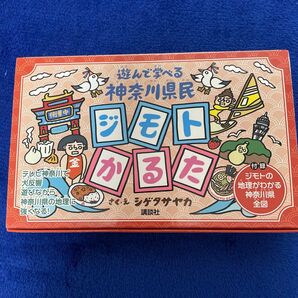 遊んで学べる
神奈川県民
ジモト
かるた
さく・え シゲタサヤカ
講談社
テレビ神奈川で
大反響
遊びながら
神奈川県の地理に
強くなる！
付録
ジモトの
地理がわかる
神奈川県
全図
金